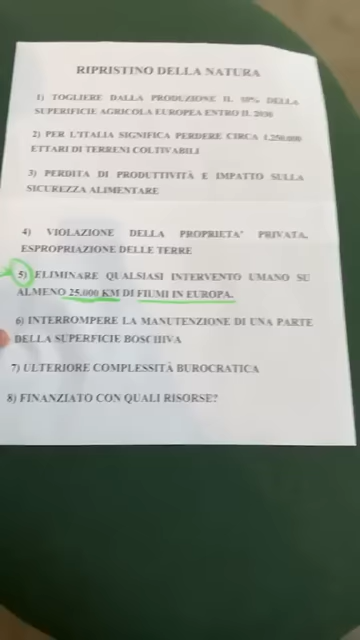 RIPRISTINO DELLA NATURA
1) TOGLIERE DALLA PRODUZIONE IL 10% DELLA
SUPERIFICIE AGRICOLA EUROPEA ENTRO IL 2030
2) PER L'ITALIA SIGNIFICA PERDERE CIRCA 1.250.000
ETTARI DI TERRENI COLTIVABILI
3) PERDITA DI PRODUTTIVITÀ E IMPATTO SULLA
SICUREZZA ALIMENTARE
4) VIOLAZIONE DELLA PROPRIETA' PRIVATA,
ESPROPRIAZIONE DELLE TERRE
5) ELIMINARE QUALSIASI INTERVENTO UMANO SU
ALMENO 25.000 KM DI FIUMI IN EUROPA.
6) INTERROMPERE LA MANUTENZIONE DI UNA PARTE
DELLA SUPERFICIE BOSCHIVA
7) ULTERIORE COMPLESSITÀ BUROCRATICA
8) FINANZIATO CON QUALI RISORSE?